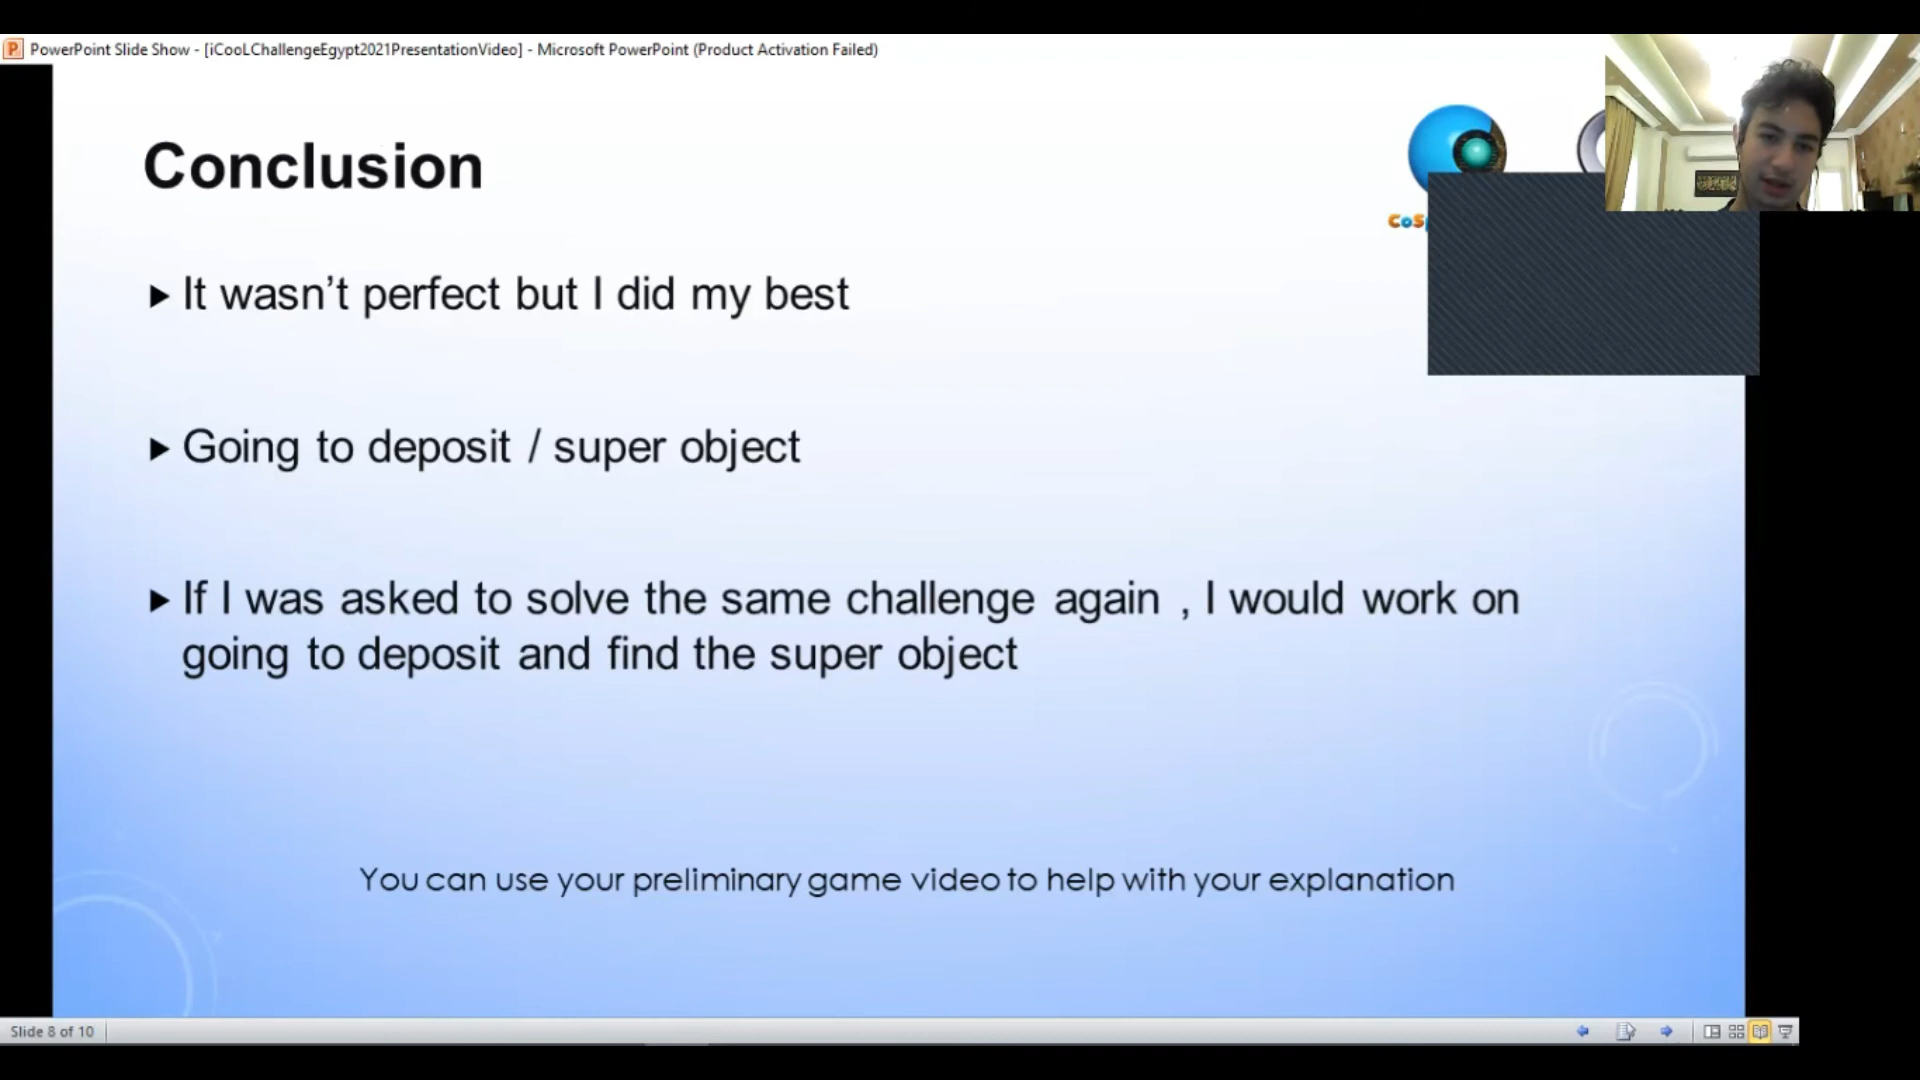 PowerPoint Slide Show - [iCooLChallengeEgypt2021PresentationVideo] - Microsoft PowerPoint (Product Activation Failed)
Conclusion
It wasn’t perfect but I did my best
Going to deposit / super object
If I was asked to solve the same challenge again , I would work on
going to deposit and find the super object
You can use your preliminary game video to help with your explanation
Slide 8 of 10